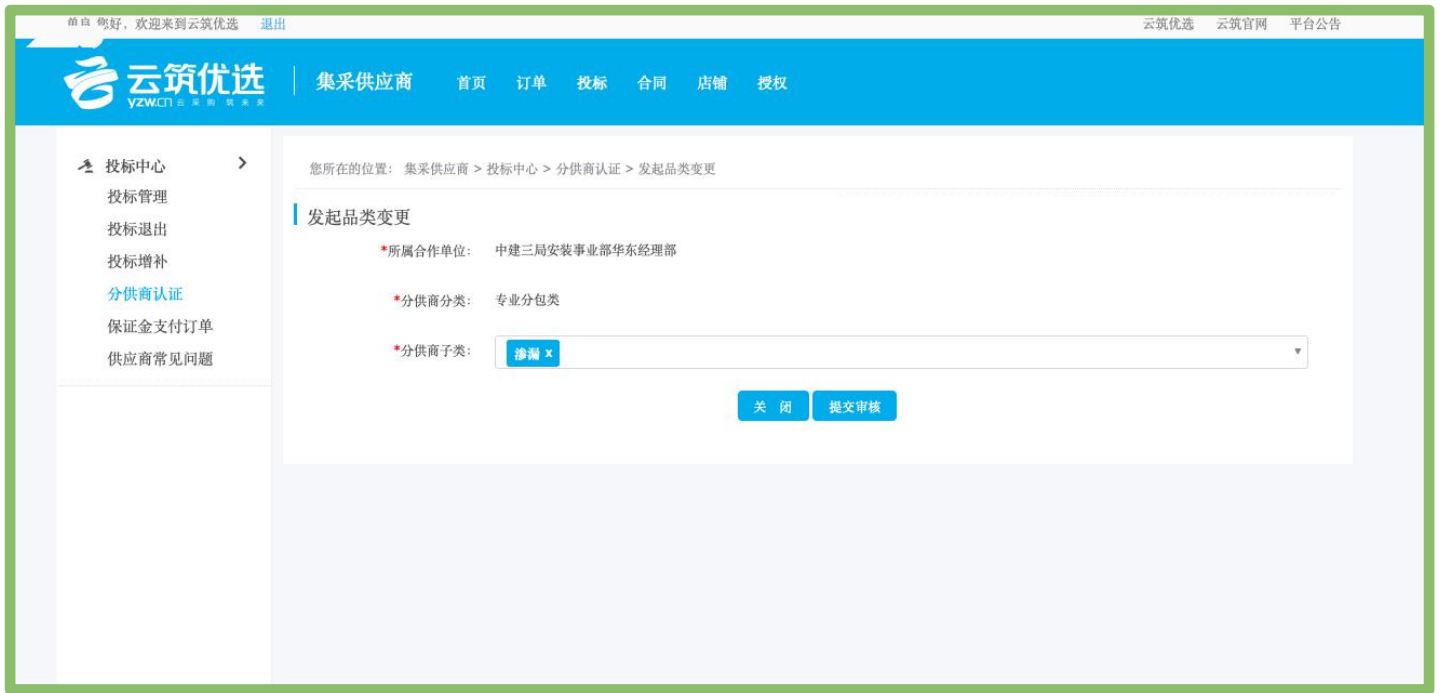 您好，欢迎来到云筑优选 退出 云筑优选 云筑官网 平台公告
云筑优选 集采供应商 首页 订单 投标 合同 店铺 授权
yzw.cn 云采购 筑未来
投标中心
投标管理
投标退出
投标增补
分供商认证
保证金支付订单
供应商常见问题
您所在的位置： 集采供应商 > 投标中心 > 分供商认证 > 发起品类变更
发起品类变更
*所属合作单位： 中建三局安装事业部华东经理部
*分供商分类： 专业分包类
*分供商子类： 渗漏 x
关 闭 提交审核